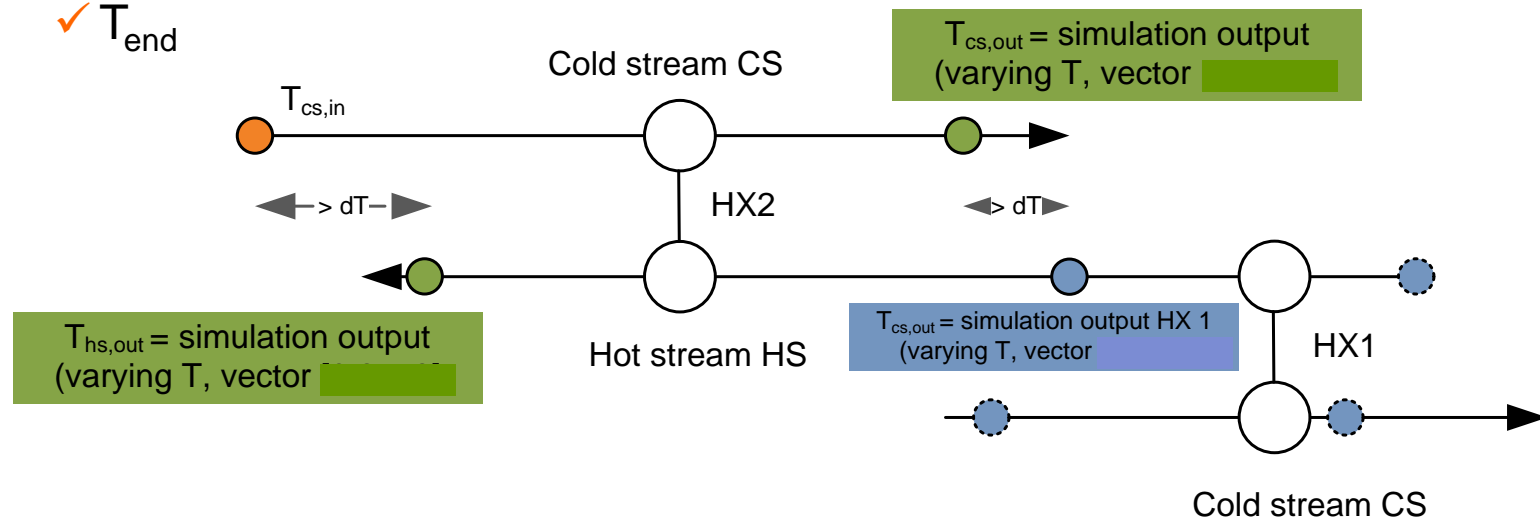 ✓ T_end
Cold stream CS
T_cs,out = simulation output
(varying T, vector
T_cs,in
> dT
HX2
> dT
T_hs,out = simulation output
(varying T, vector
Hot stream HS
T_cs,out = simulation output HX 1
(varying T, vector
HX1
Cold stream CS